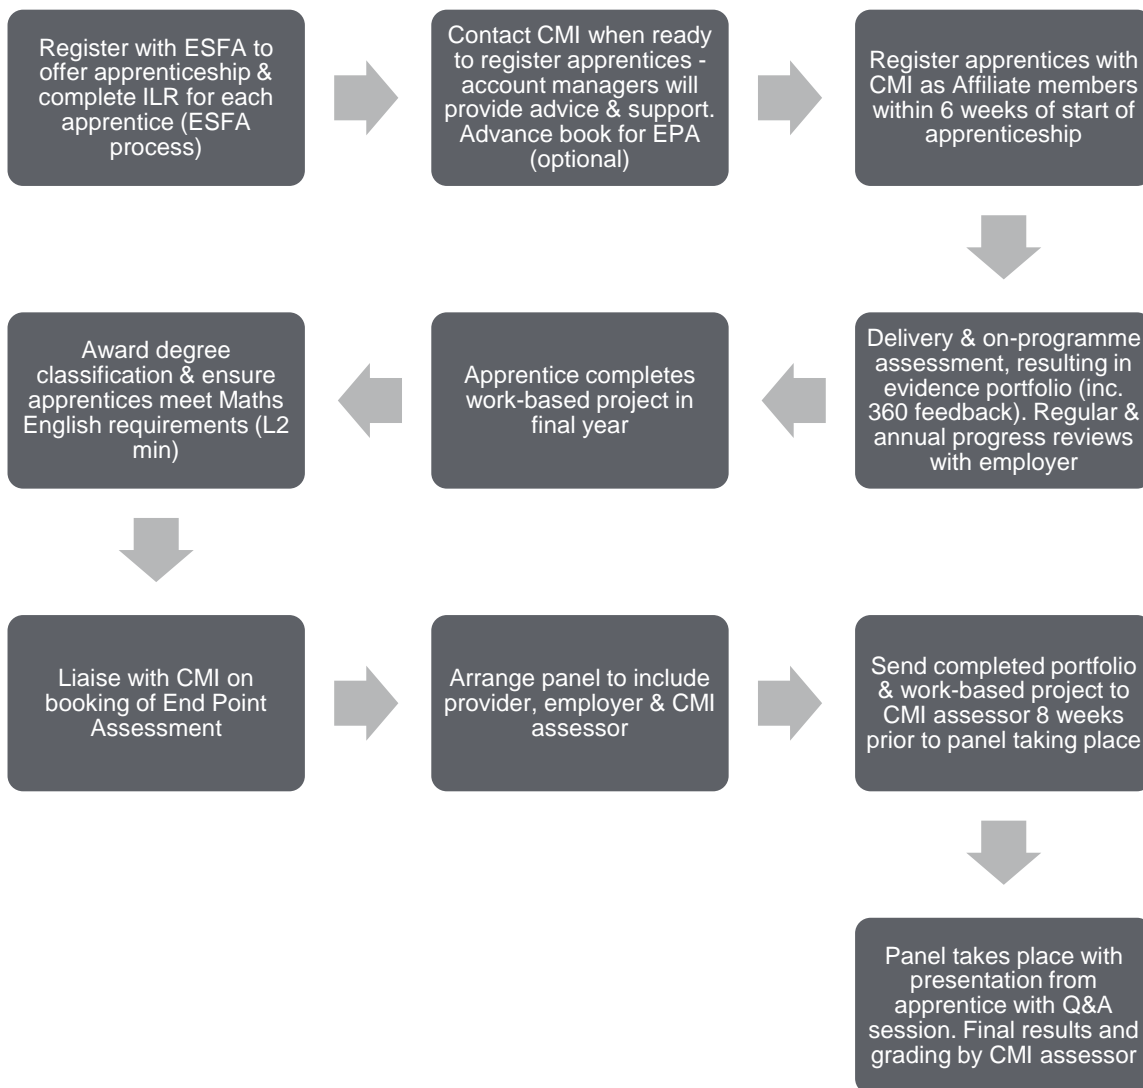 Register with ESFA to
offer apprenticeship &
complete ILR for each
apprentice (ESFA
process)
Contact CMI when ready
to register apprentices -
account managers will
provide advice & support.
Advance book for EPA
(optional)
Register apprentices with
CMI as Affiliate members
within 6 weeks of start of
apprenticeship
Delivery & on-programme
assessment, resulting in
evidence portfolio (inc.
360 feedback). Regular &
annual progress reviews
with employer
Apprentice completes
work-based project in
final year
Award degree
classification & ensure
apprentices meet Maths
English requirements (L2
min)
Liaise with CMI on
booking of End Point
Assessment
Arrange panel to include
provider, employer & CMI
assessor
Send completed portfolio
& work-based project to
CMI assessor 8 weeks
prior to panel taking place
Panel takes place with
presentation from
apprentice with Q&A
session. Final results and
grading by CMI assessor